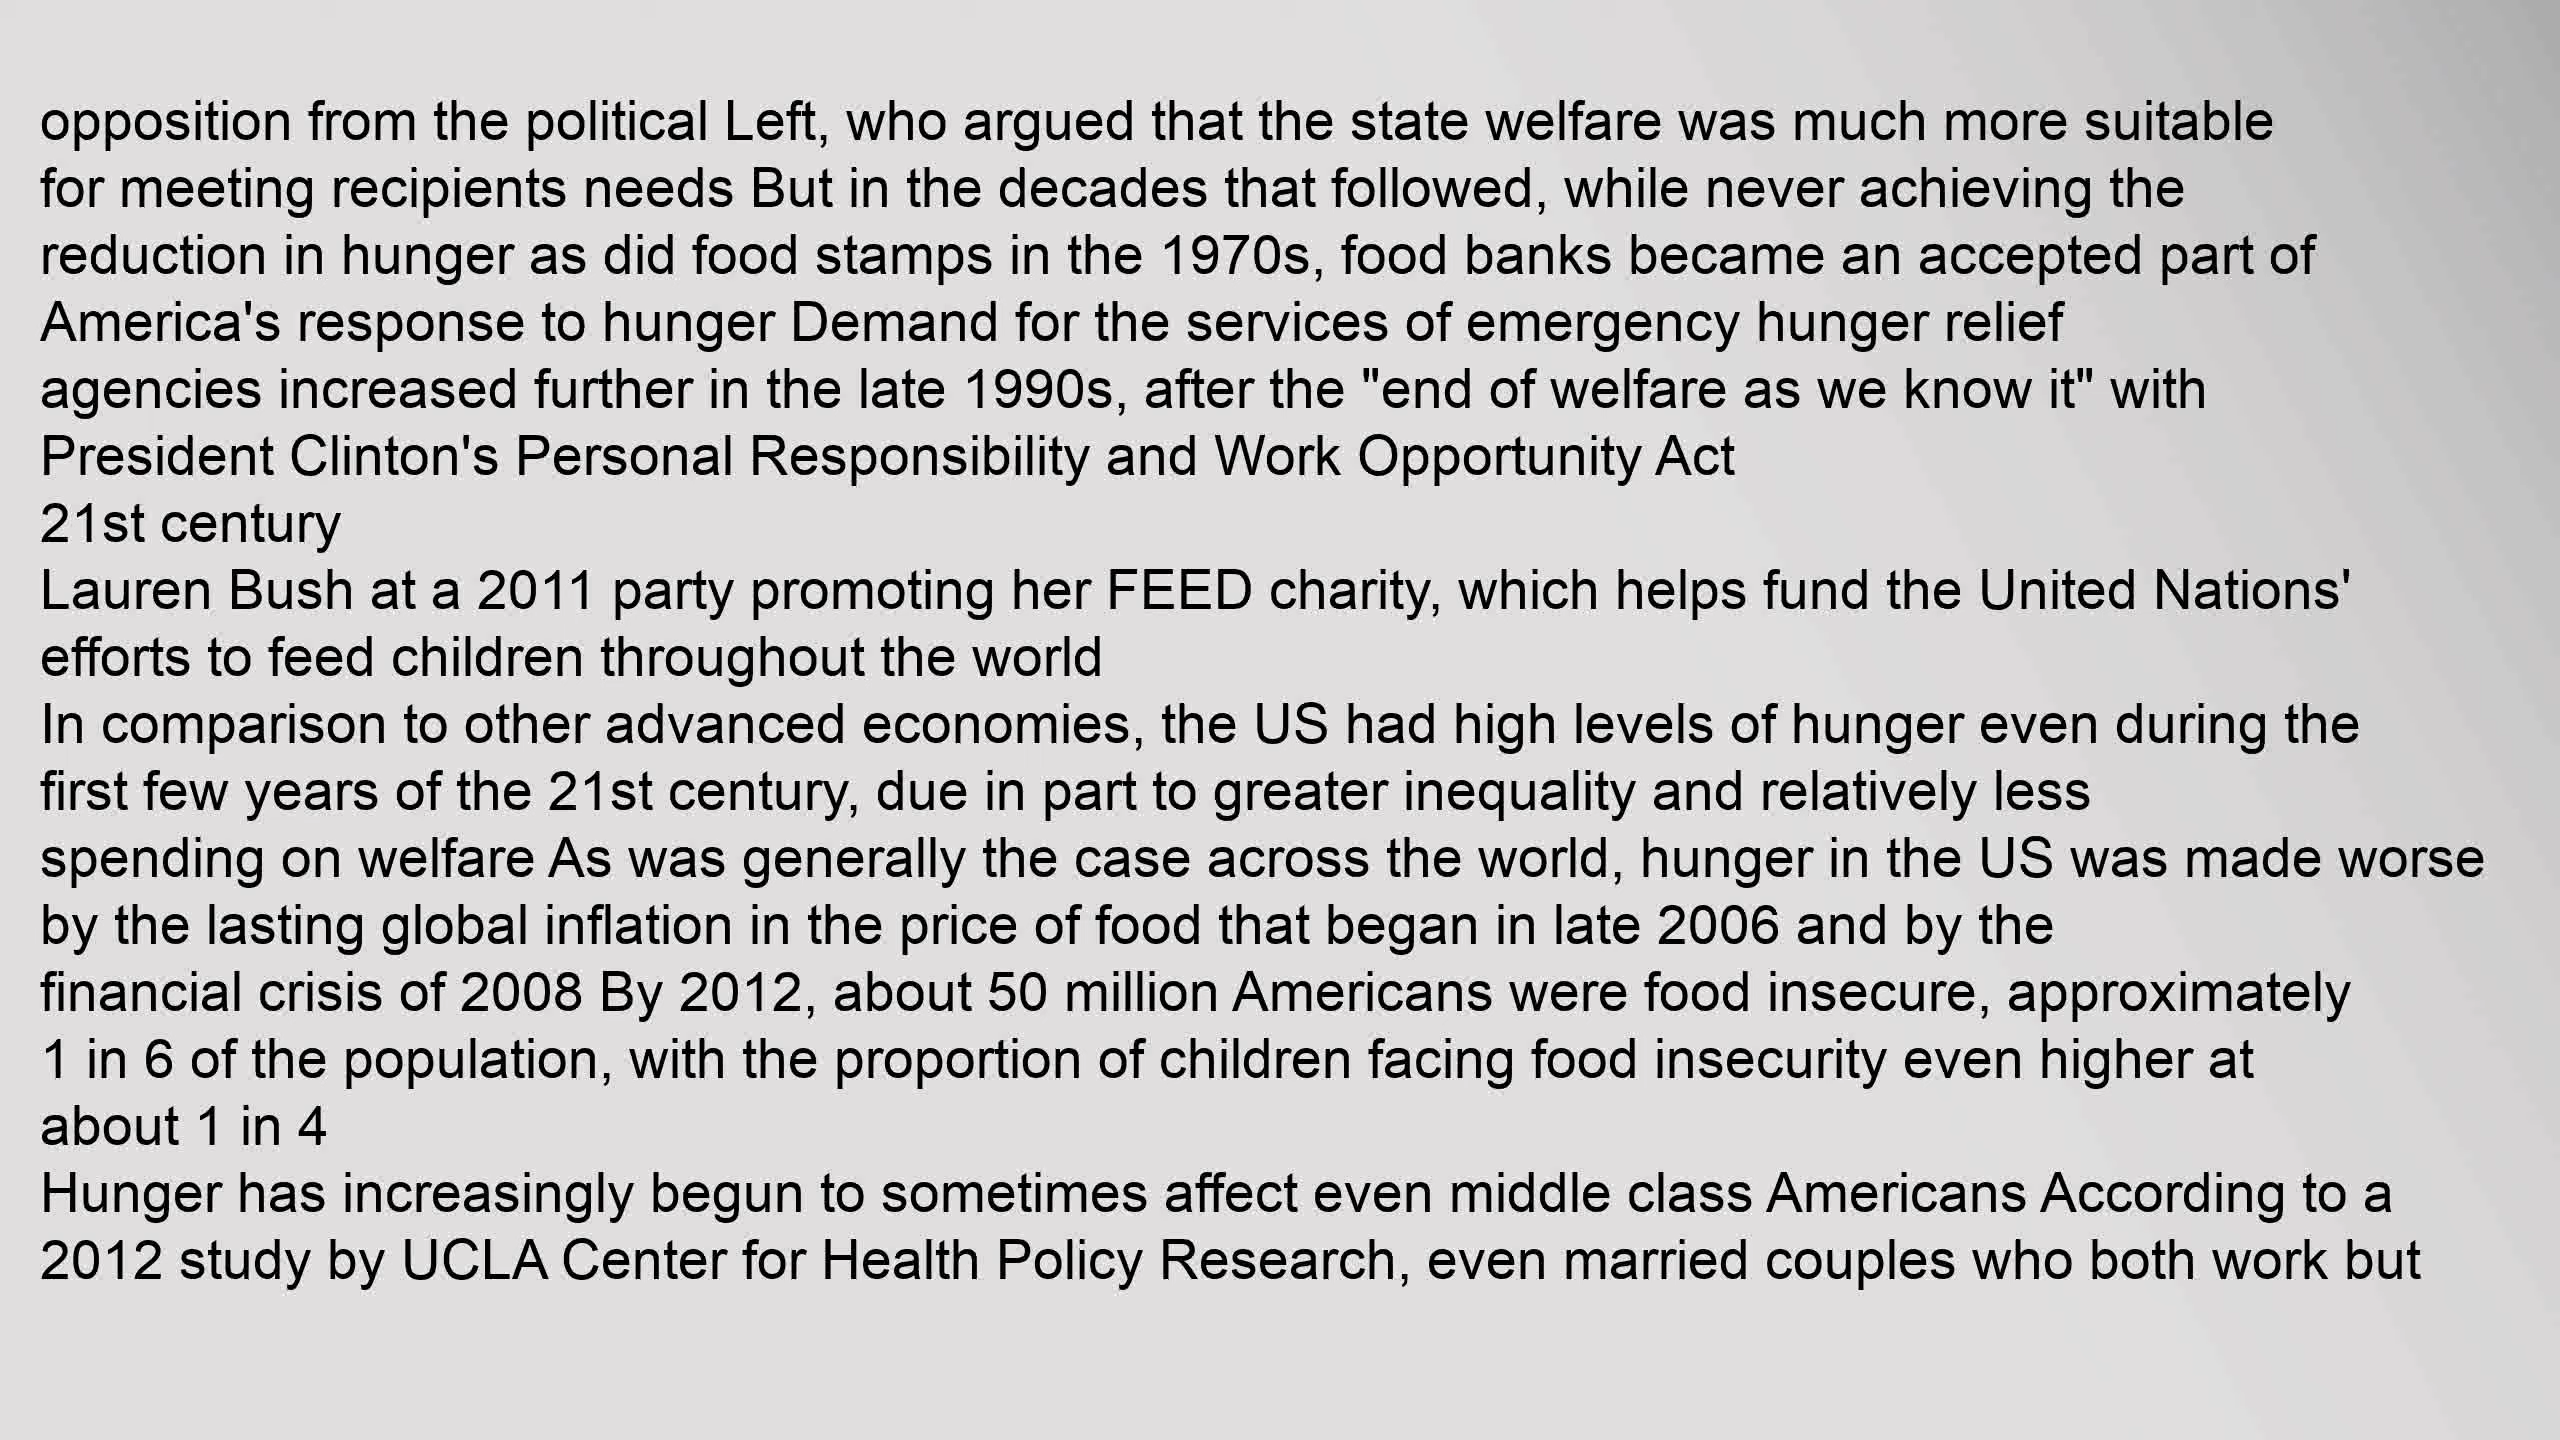 opposition from the political Left, who argued that the state welfare was much more suitable
for meeting recipients needs But in the decades that followed, while never achieving the
reduction in hunger as did food stamps in the 1970s, food banks became an accepted part of
America's response to hunger Demand for the services of emergency hunger relief
agencies increased further in the late 1990s, after the "end of welfare as we know it" with
President Clinton's Personal Responsibility and Work Opportunity Act
21st century
Lauren Bush at a 2011 party promoting her FEED charity, which helps fund the United Nations'
efforts to feed children throughout the world
In comparison to other advanced economies, the US had high levels of hunger even during the
first few years of the 21st century, due in part to greater inequality and relatively less
spending on welfare As was generally the case across the world, hunger in the US was made worse
by the lasting global inflation in the price of food that began in late 2006 and by the
financial crisis of 2008 By 2012, about 50 million Americans were food insecure, approximately
1 in 6 of the population, with the proportion of children facing food insecurity even higher at
about 1 in 4
Hunger has increasingly begun to sometimes affect even middle class Americans According to a
2012 study by UCLA Center for Health Policy Research, even married couples who both work but